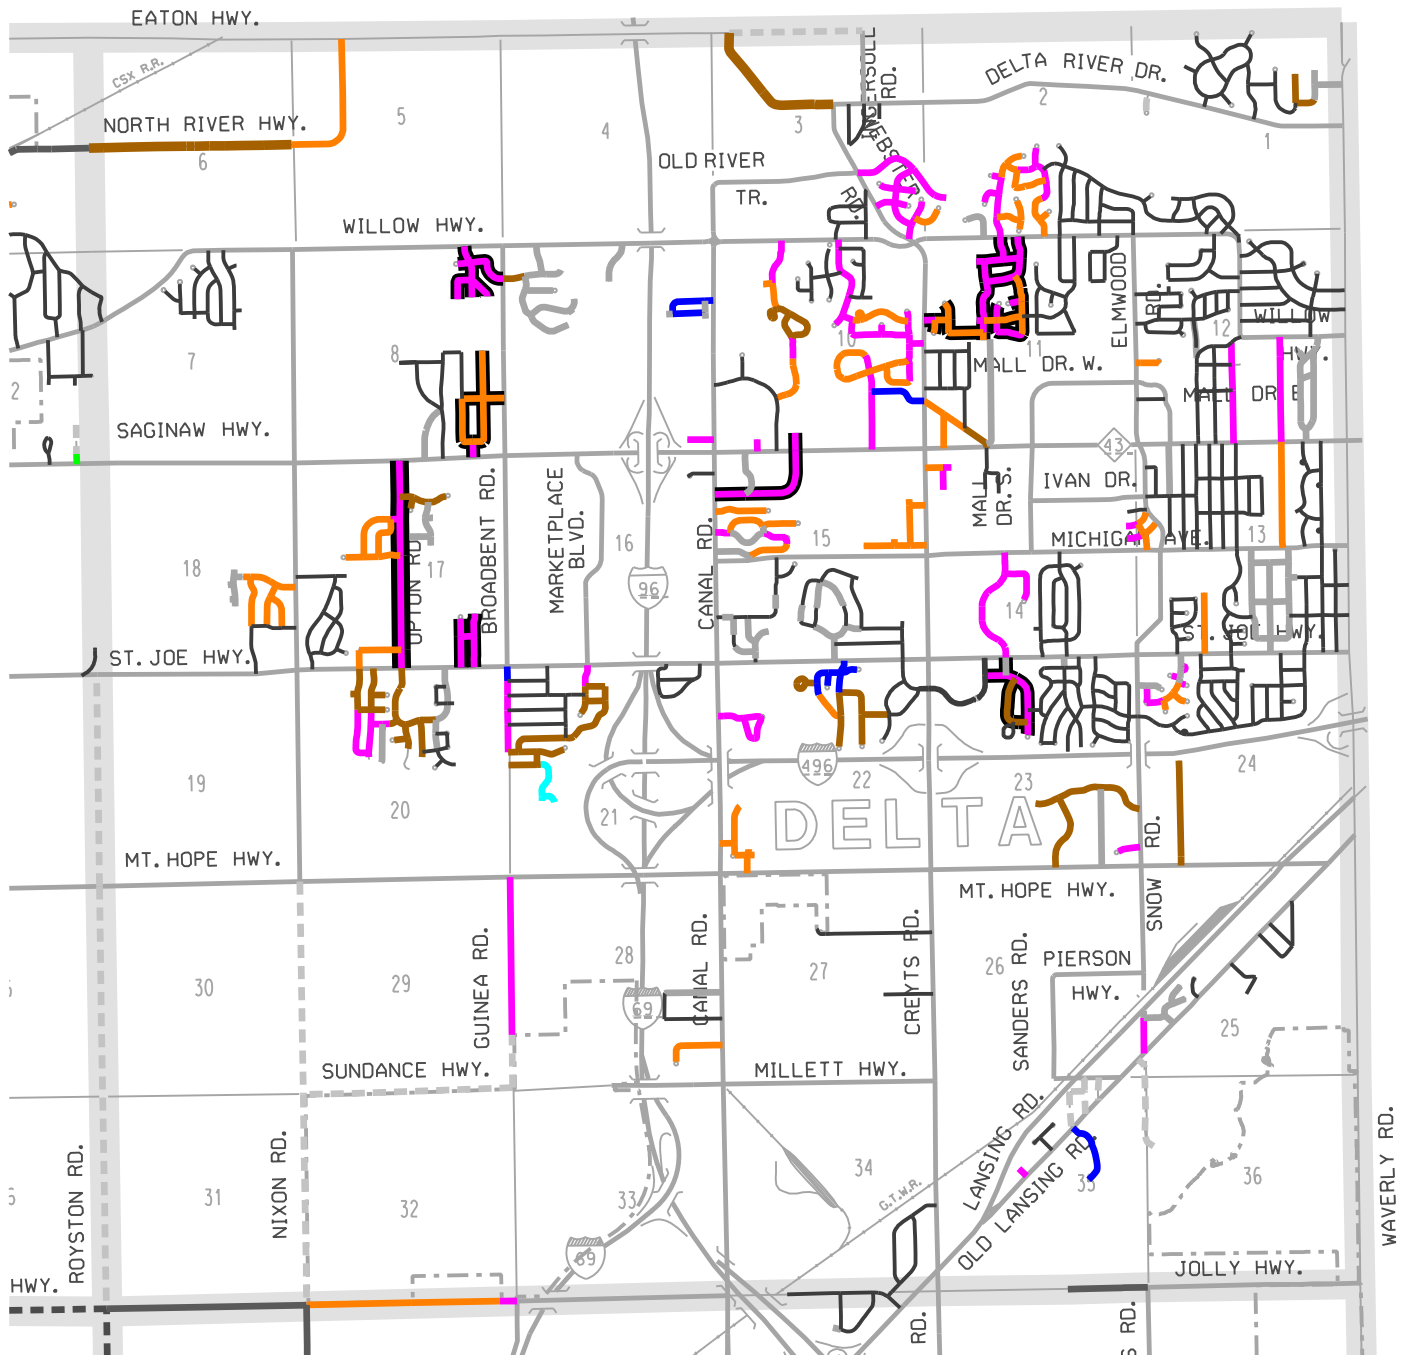 EATON HWY.
CSX R.R.
INGERSOLL
RD.
DELTA RIVER DR.
NORTH RIVER HWY.
5
4
3
2
1
6
WEBSTER
RD.
OLD RIVER
TR.
WILLOW HWY.
ELMWOOD
RD.
WILLOW
HWY.
7
8
10
11
12
2
MALL DR. W.
MALL DR E
SAGINAW HWY.
43
IVAN DR.
MALL
DR. S.
MARKETPLACE
BLVD.
BROADBENT RD.
UPTON RD
CANAL RD.
MICHIGAN AVE.
18
17
16
15
14
13
96
ST. JOE HWY.
ST. JOE HWY.
496
19
20
21
22
23
24
DELTA
MT. HOPE HWY.
RD.
SNOW
MT. HOPE HWY.
GUINEA RD.
CANAL RD.
CREYTS RD.
SANDERS RD.
PIERSON
HWY.
30
29
28
27
26
25
69
SUNDANCE HWY.
MILLETT HWY.
LANSING RD.
OLD LANSING RD.
G.T.W.R.
ROYSTON RD.
NIXON RD.
WAVERLY RD.
31
32
33
34
35
36
69
HWY.
JOLLY HWY.
RD.
S RD.